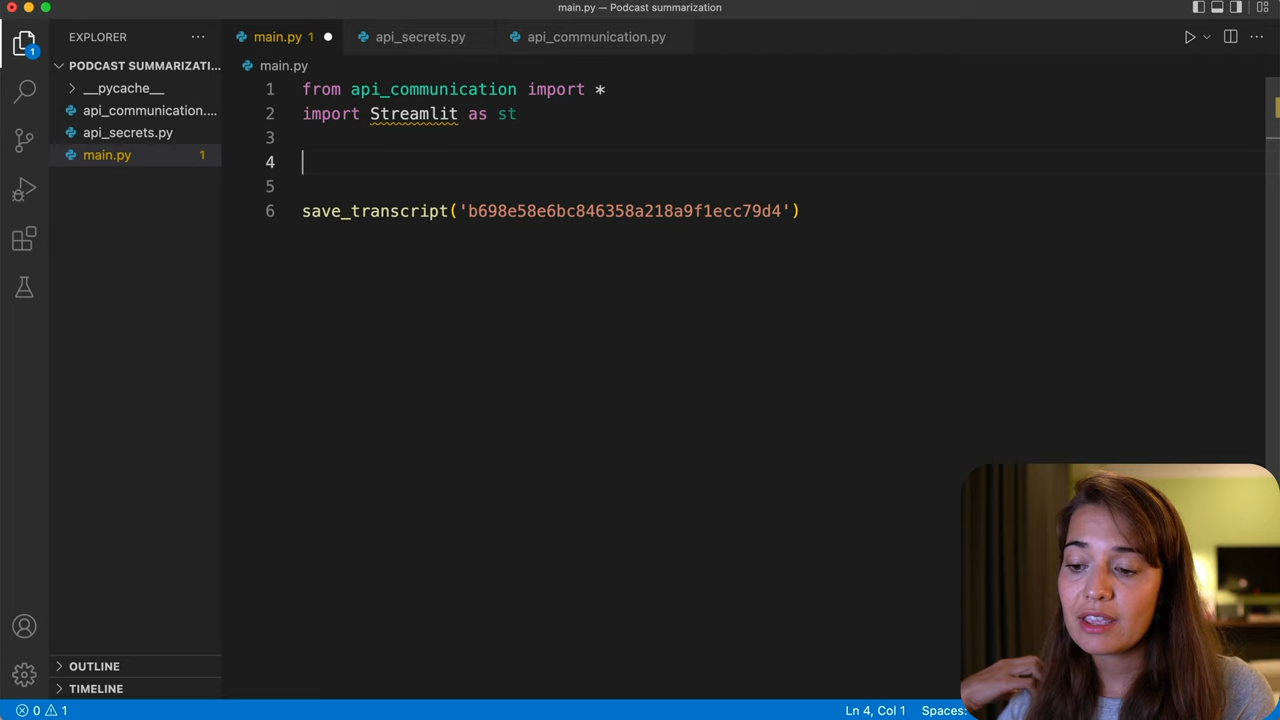 main.py — Podcast summarization
EXPLORER
main.py 1
api_secrets.py
api_communication.py
PODCAST SUMMARIZATI...
main.py
__pycache__
api_communication....
api_secrets.py
main.py 1
1
1 from api_communication import *
2 import Streamlit as st
3
4
5
6 save_transcript('b698e58e6bc846358a218a9f1ecc79d4')
OUTLINE
TIMELINE
0 1
Ln 4, Col 1 Spaces: